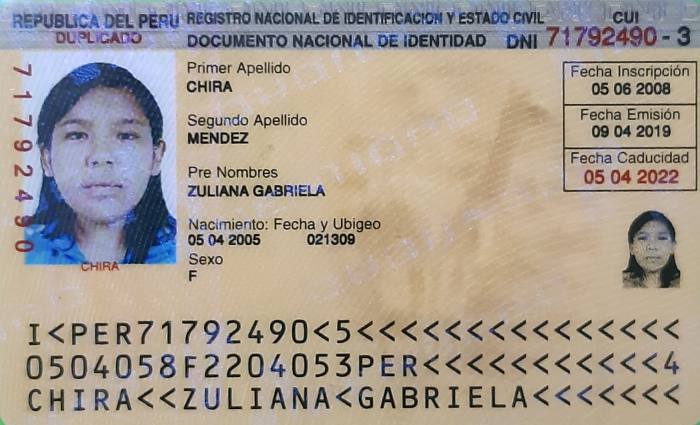 REPUBLICA DEL PERU
DUPLICADO
REGISTRO NACIONAL DE IDENTIFICACION Y ESTADO CIVIL
DOCUMENTO NACIONAL DE IDENTIDAD
CUI
DNI 71792490 - 3
71792490
Primer Apellido
CHIRA
Segundo Apellido
MENDEZ
Pre Nombres
ZULIANA GABRIELA
Nacimiento: Fecha y Ubigeo
05 04 2005 021309
Sexo
F
Fecha Inscripción
05 06 2008
Fecha Emisión
09 04 2019
Fecha Caducidad
05 04 2022
CHIRA
I<PER71792490<5<<<<<<<<<<<<<<<
0504058F2204053PER<<<<<<<<<<<4
CHIRA<<ZULIANA<GABRIELA<<<<<<<